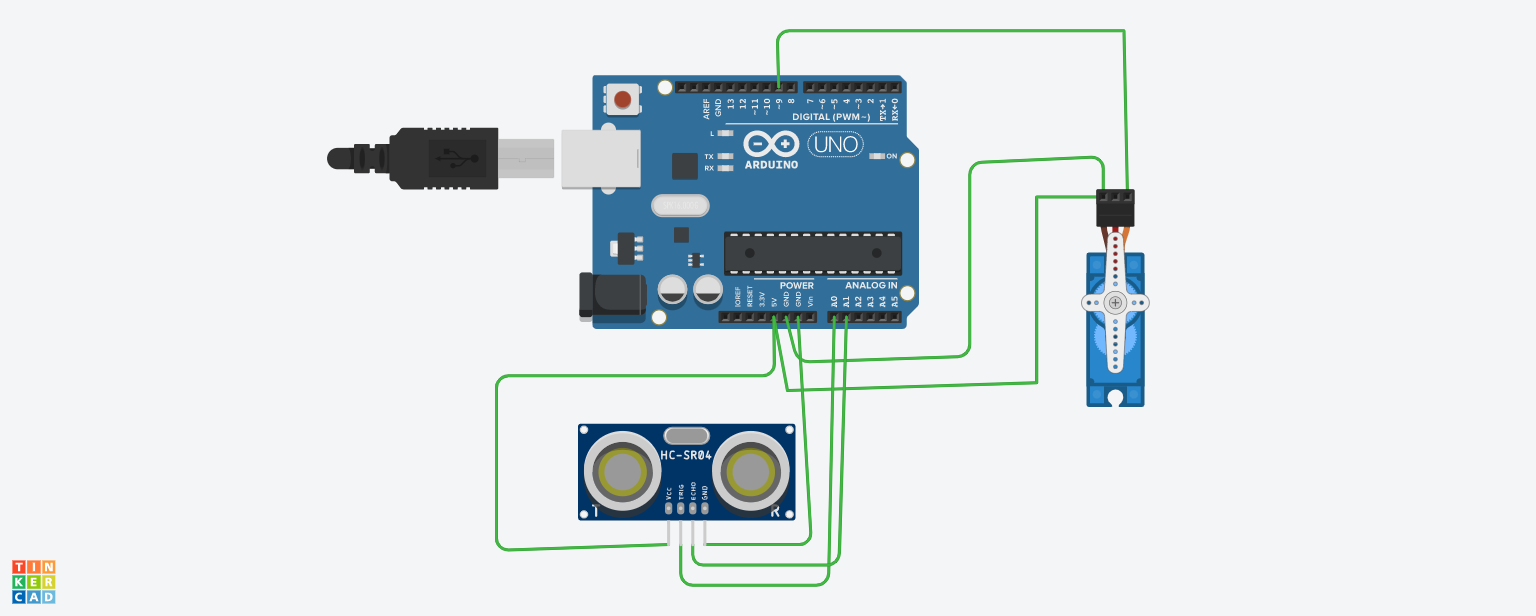 AREF
GND
13
12
~11
~10
~9
8
7
~6
~5
4
~3
2
TX→1
RX←0
DIGITAL (PWM~)
L
TX
RX
UNO
ARDUINO
ON
POWER
ANALOG IN
IOREF
RESET
3.3V
5V
GND
GND
Vin
A0
A1
A2
A3
A4
A5
HC-SR04
VCC
TRIG
ECHO
GND
T
R
TIN
KER
CAD